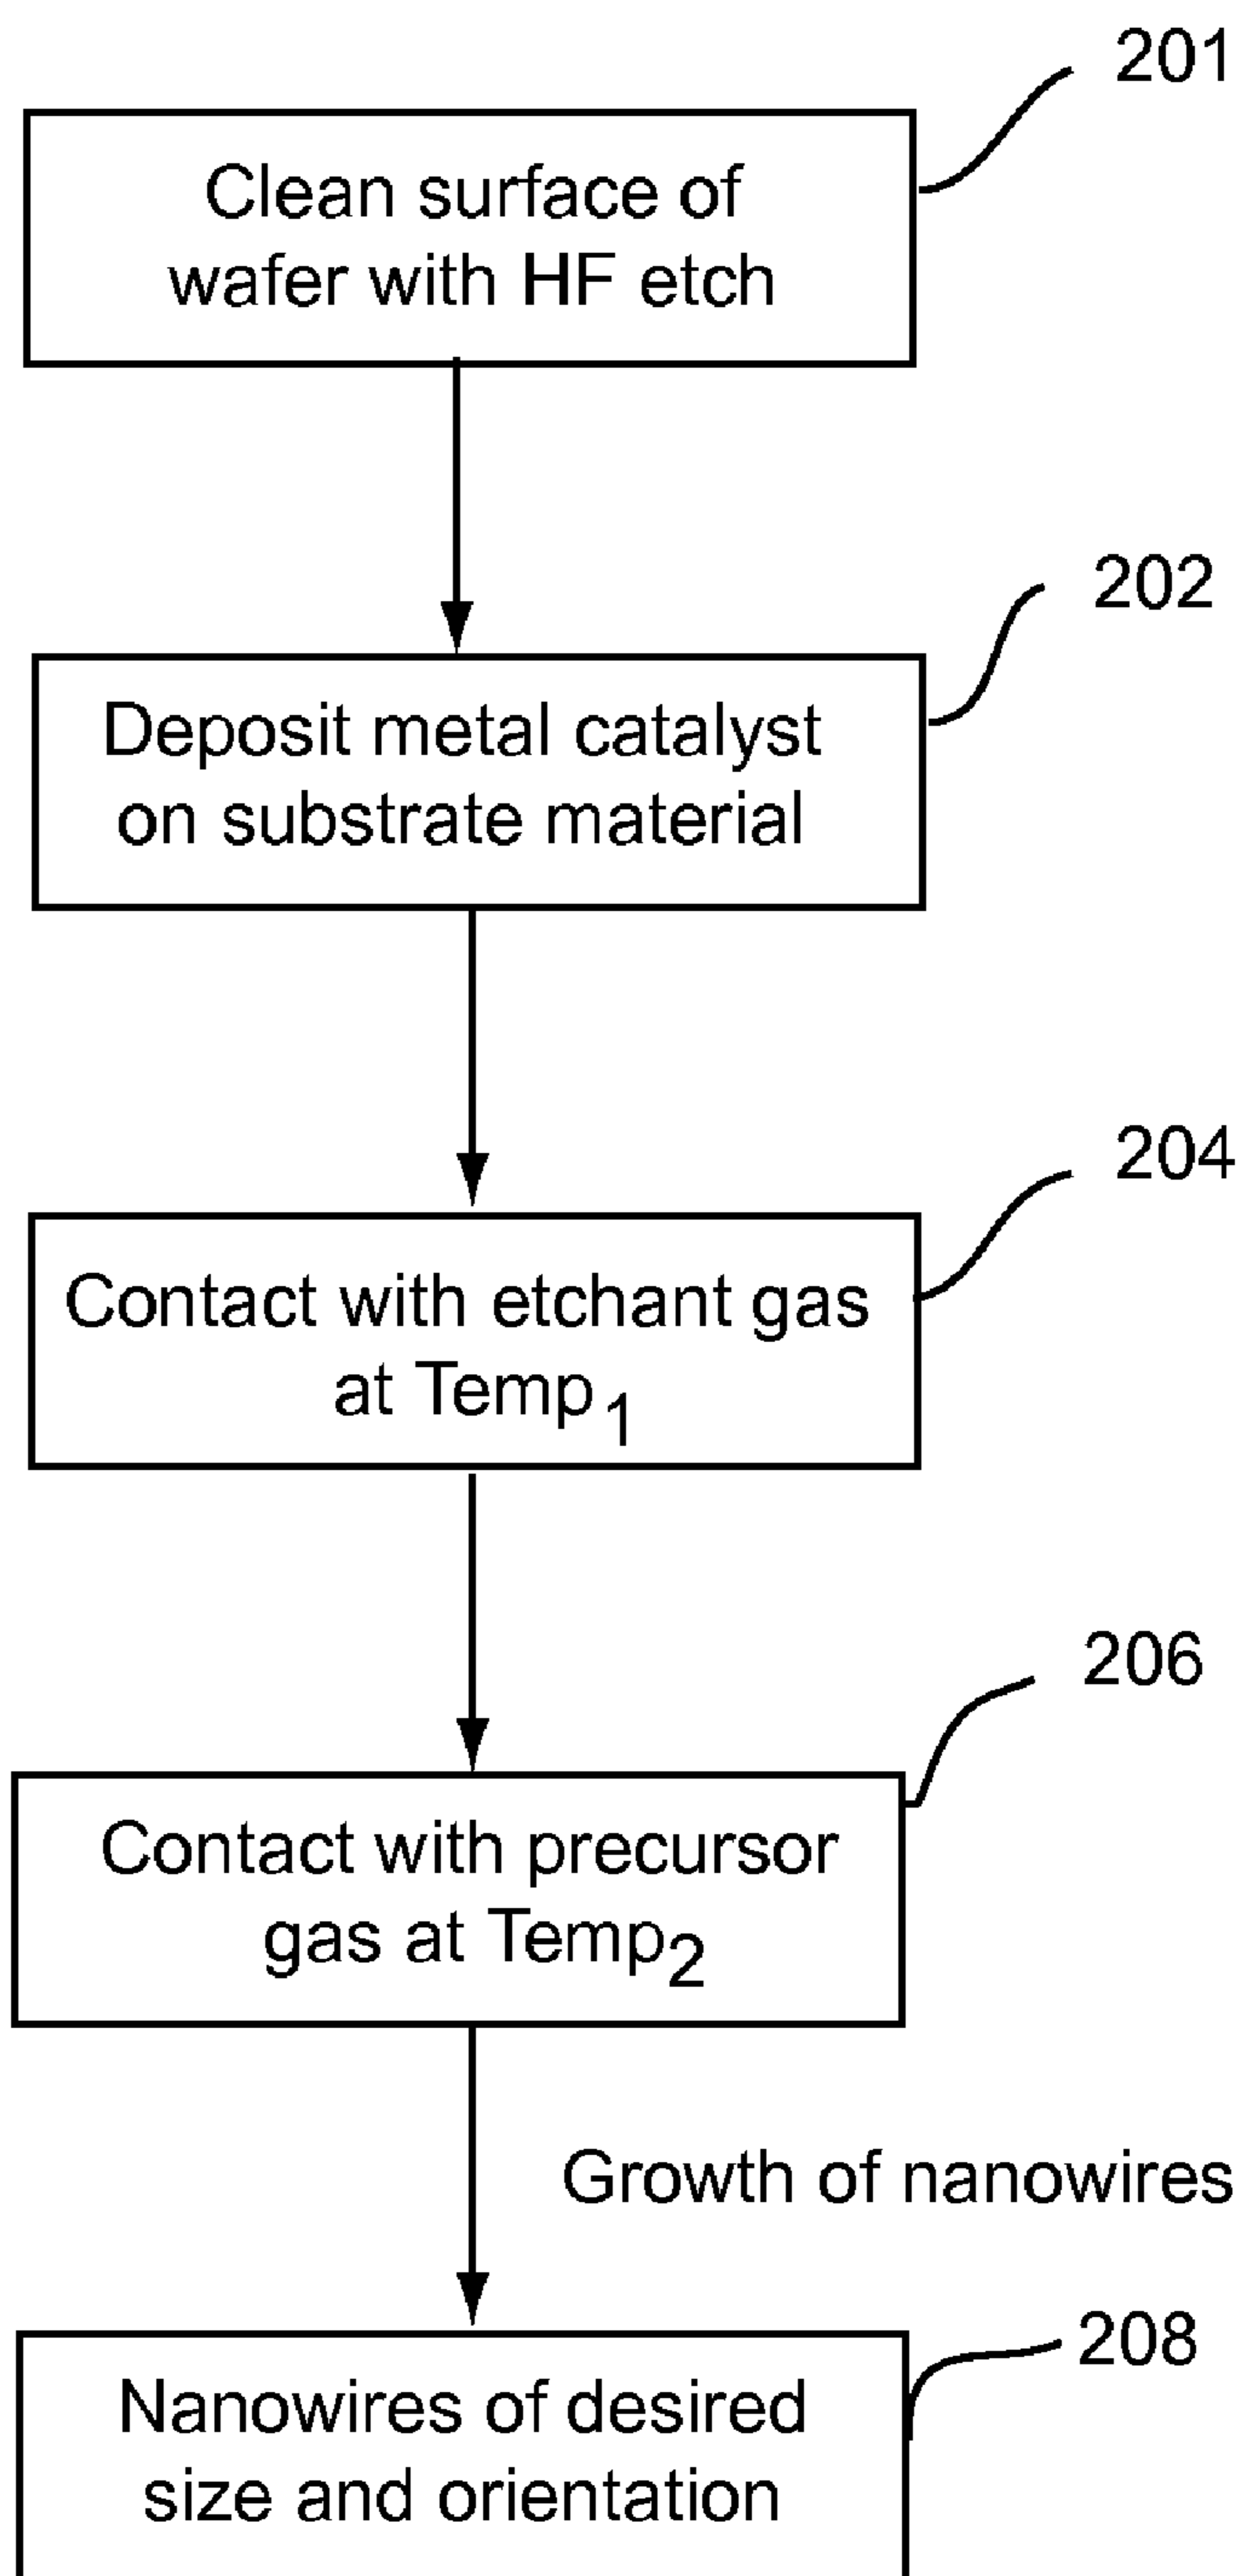 201
Clean surface of
wafer with HF etch
202
Deposit metal catalyst
on substrate material
204
Contact with etchant gas
at Temp1
206
Contact with precursor
gas at Temp2
Growth of nanowires
208
Nanowires of desired
size and orientation